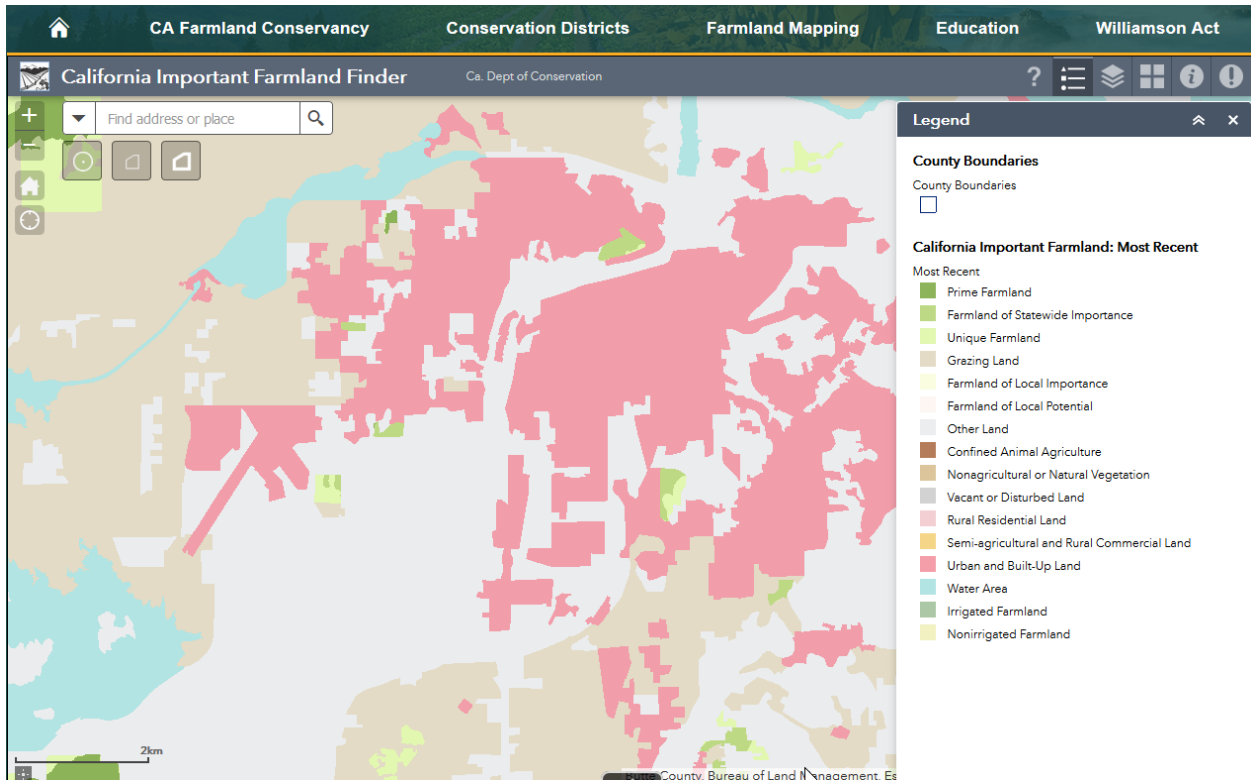 CA Farmland Conservancy Conservation Districts Farmland Mapping Education Williamson Act
California Important Farmland Finder Ca. Dept of Conservation
Find address or place
Legend
County Boundaries
County Boundaries
California Important Farmland: Most Recent
Most Recent
Prime Farmland
Farmland of Statewide Importance
Unique Farmland
Grazing Land
Farmland of Local Importance
Farmland of Local Potential
Other Land
Confined Animal Agriculture
Nonagricultural or Natural Vegetation
Vacant or Disturbed Land
Rural Residential Land
Semi-agricultural and Rural Commercial Land
Urban and Built-Up Land
Water Area
Irrigated Farmland
Nonirrigated Farmland
2km
Butte County, Bureau of Land Management, Es